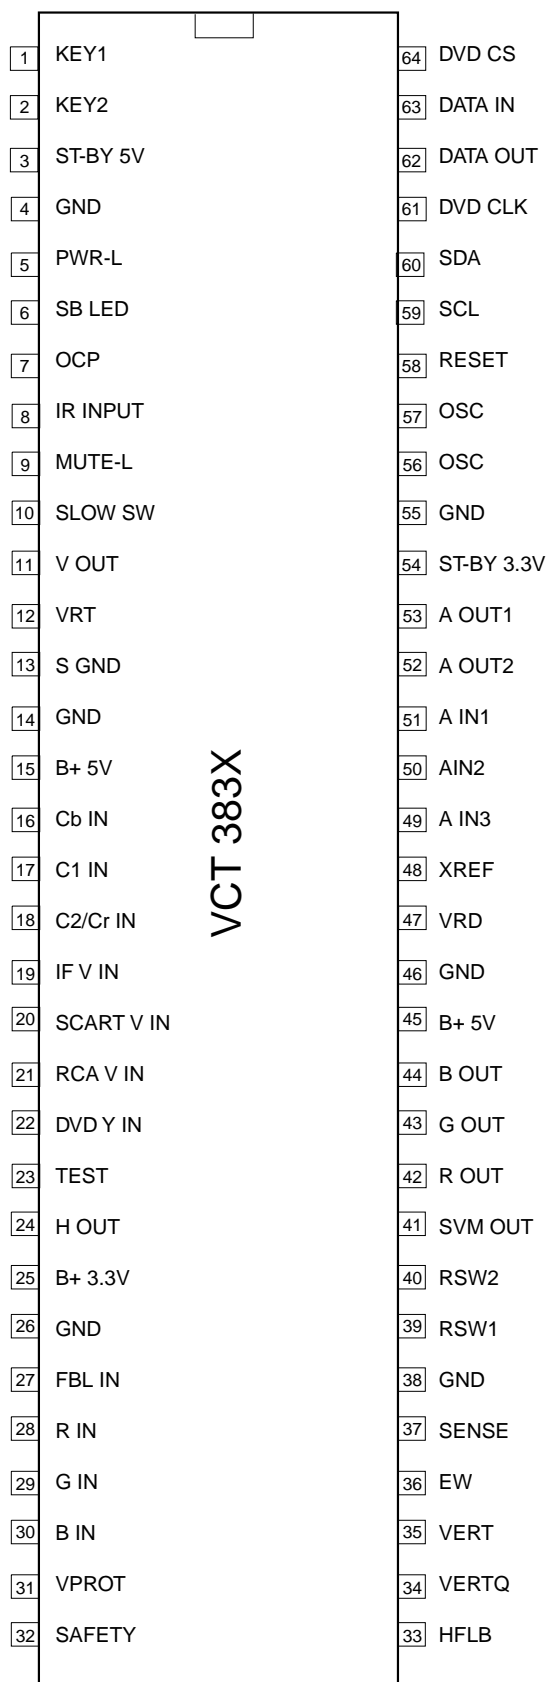 1 KEY1 64 DVD CS
2 KEY2 63 DATA IN
3 ST-BY 5V 62 DATA OUT
4 GND 61 DVD CLK
5 PWR-L 60 SDA
6 SB LED 59 SCL
7 OCP 58 RESET
8 IR INPUT 57 OSC
9 MUTE-L 56 OSC
10 SLOW SW 55 GND
11 V OUT 54 ST-BY 3.3V
12 VRT 53 A OUT1
13 S GND 52 A OUT2
14 GND 51 A IN1
15 B+ 5V 50 AIN2
16 Cb IN 49 A IN3
17 C1 IN 48 XREF
18 C2/Cr IN 47 VRD
19 IF V IN 46 GND
20 SCART V IN 45 B+ 5V
21 RCA V IN 44 B OUT
22 DVD Y IN 43 G OUT
23 TEST 42 R OUT
24 H OUT 41 SVM OUT
25 B+ 3.3V 40 RSW2
26 GND 39 RSW1
27 FBL IN 38 GND
28 R IN 37 SENSE
29 G IN 36 EW
30 B IN 35 VERT
31 VPROT 34 VERTQ
32 SAFETY 33 HFLB
VCT 383X